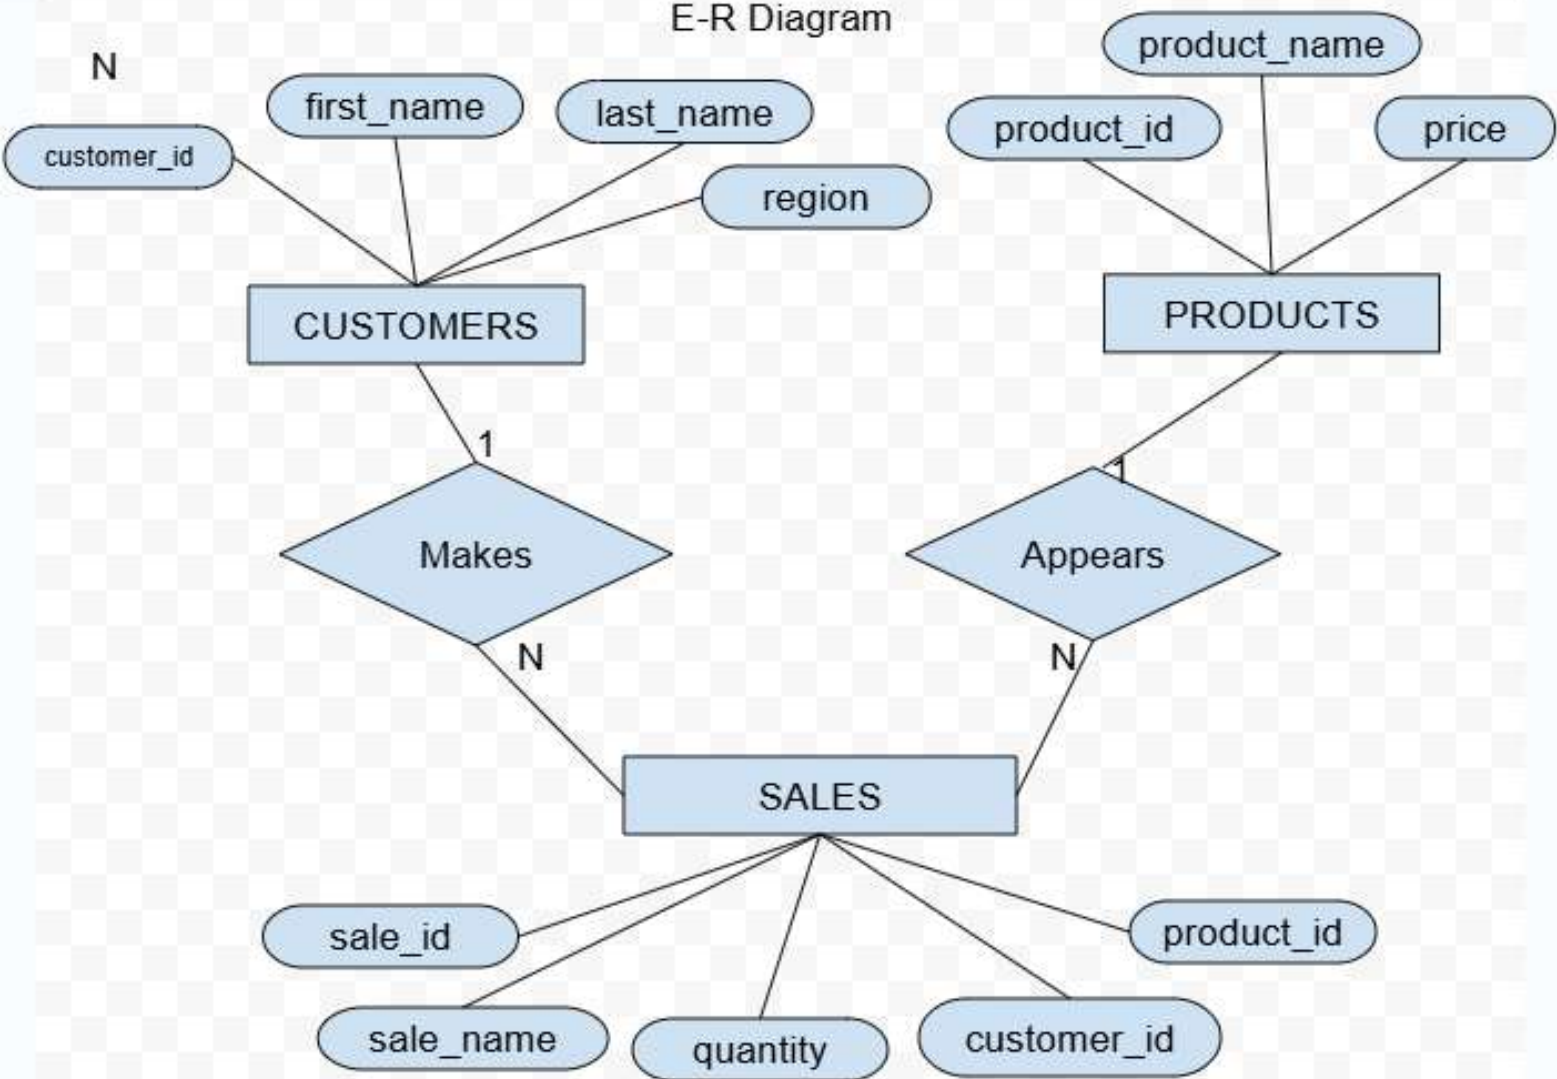 E-R Diagram
N
customer_id
first_name
last_name
region
product_id
product_name
price
CUSTOMERS
PRODUCTS
1
1
Makes
Appears
N
N
SALES
sale_id
sale_name
quantity
customer_id
product_id